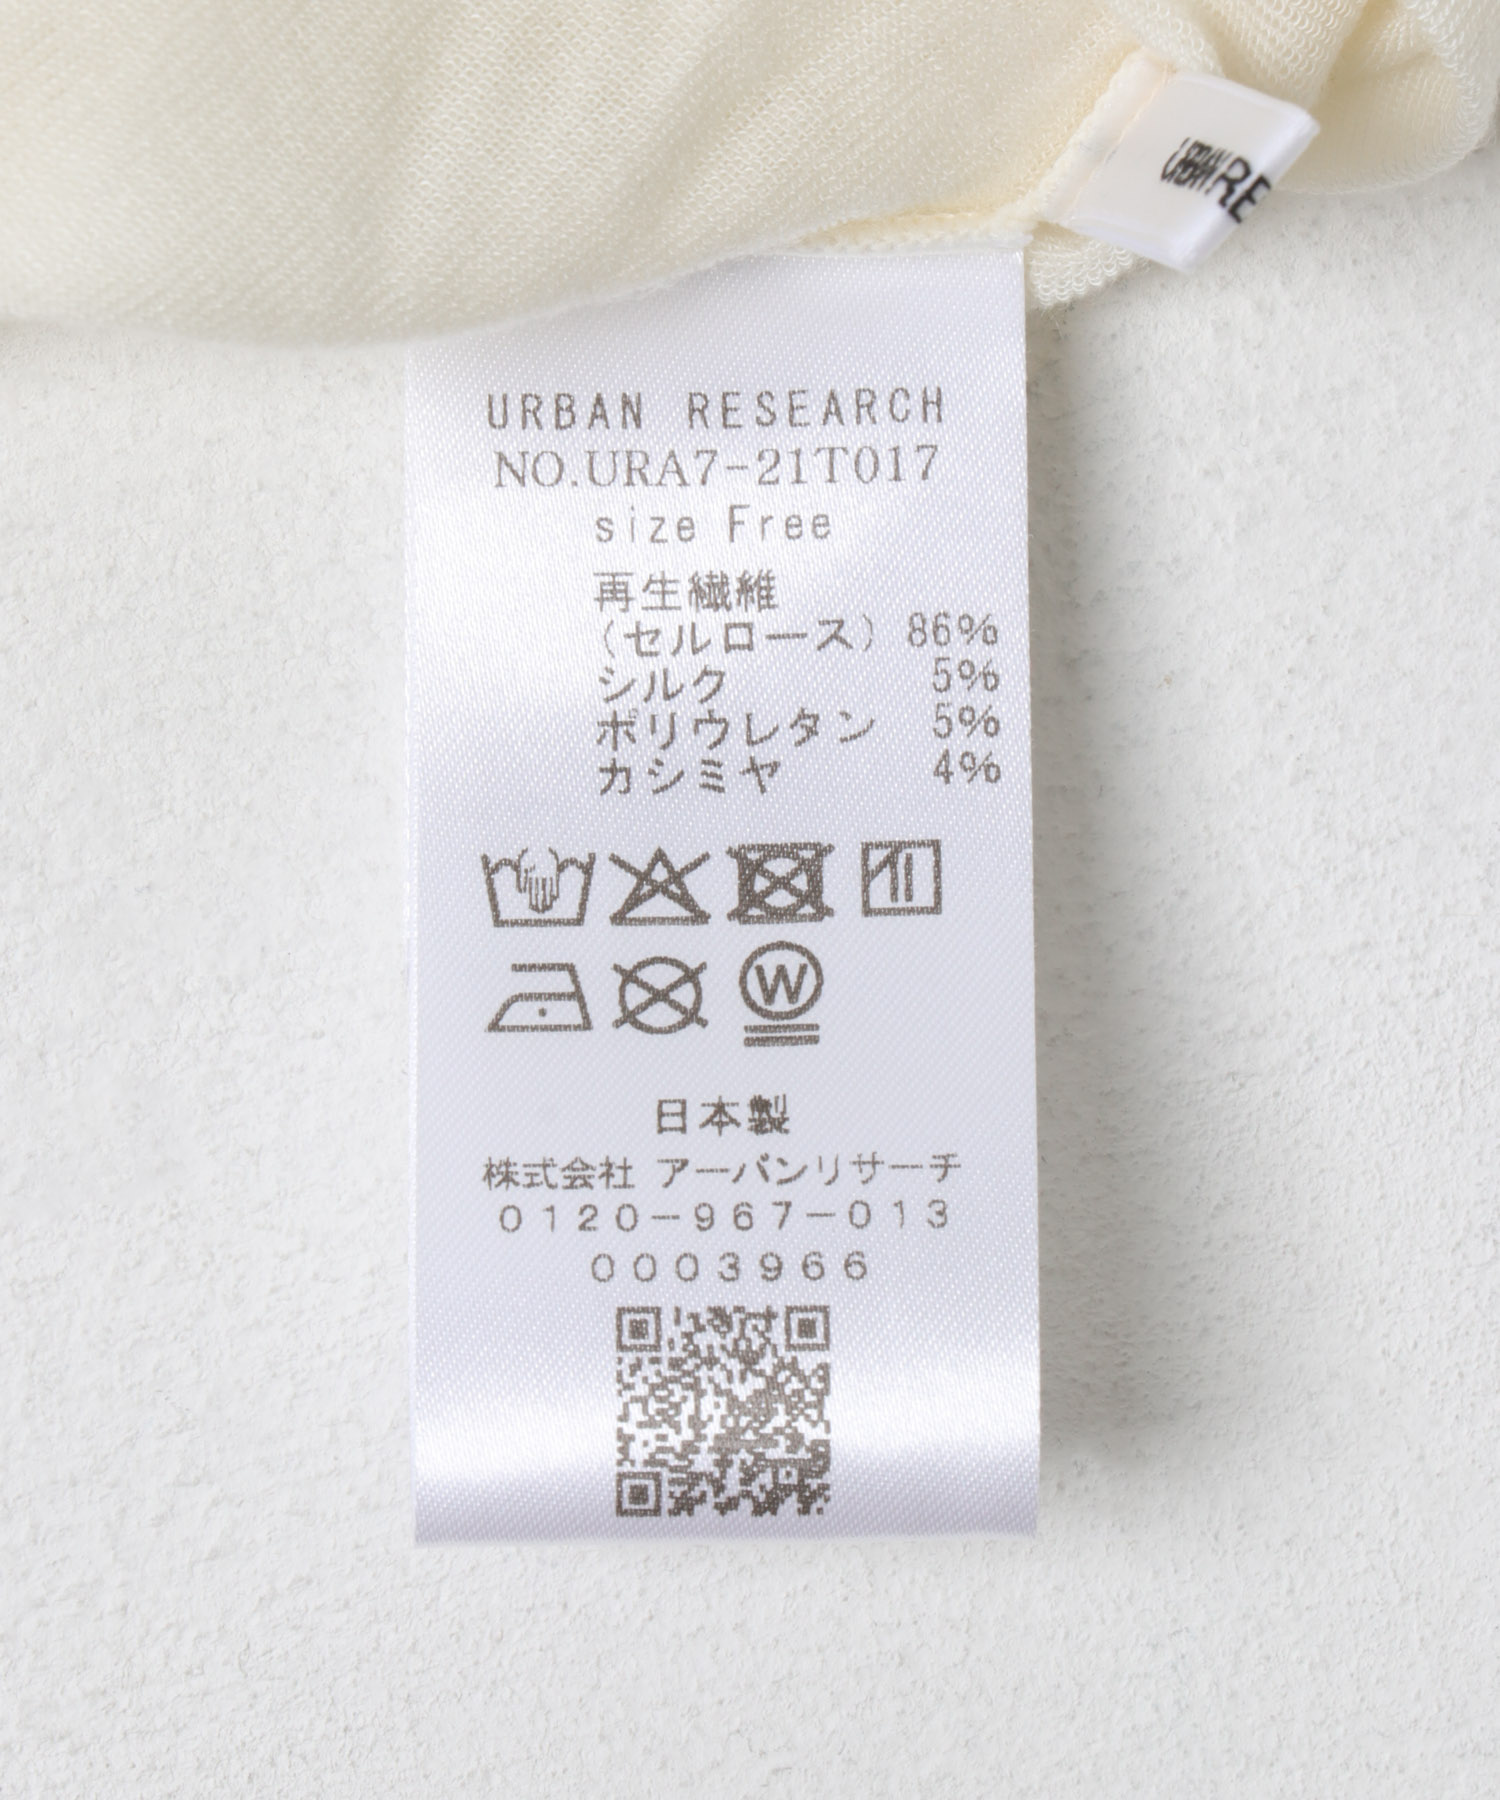 RE
URBAN RESEARCH
NO.URA7-21T017
size Free
再生繊維
(セルロース) 86%
シルク 5%
ポリウレタン 5%
カシミヤ 4%
W
日本製
株式会社 アーバンリサーチ
0120-967-013
0003966